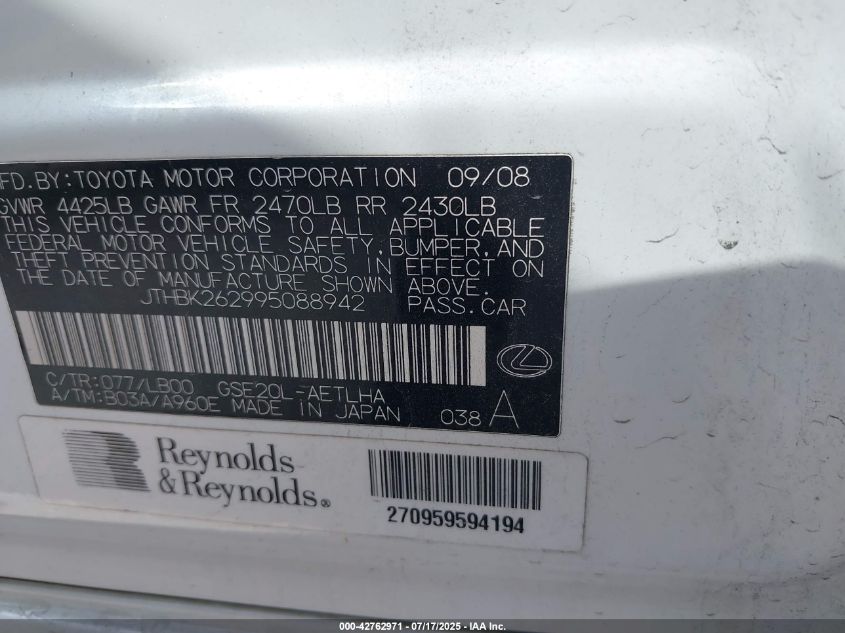 MFD.BY:TOYOTA MOTOR CORPORATION 09/08
GVWR 4425LB GAWR FR 2470LB RR 2430LB
THIS VEHICLE CONFORMS TO ALL APPLICABLE
FEDERAL MOTOR VEHICLE SAFETY, BUMPER, AND
THEFT PREVENTION STANDARDS IN EFFECT ON
THE DATE OF MANUFACTURE SHOWN ABOVE.
JTHBK262995088942 PASS.CAR
C/TR:077/LB00 GSE20L-AETLHA
A/TM:B03A/A960E MADE IN JAPAN 038 A
Reynolds
& Reynolds®
270959594194
000-42762971 - 07/17/2025 - IAA Inc.